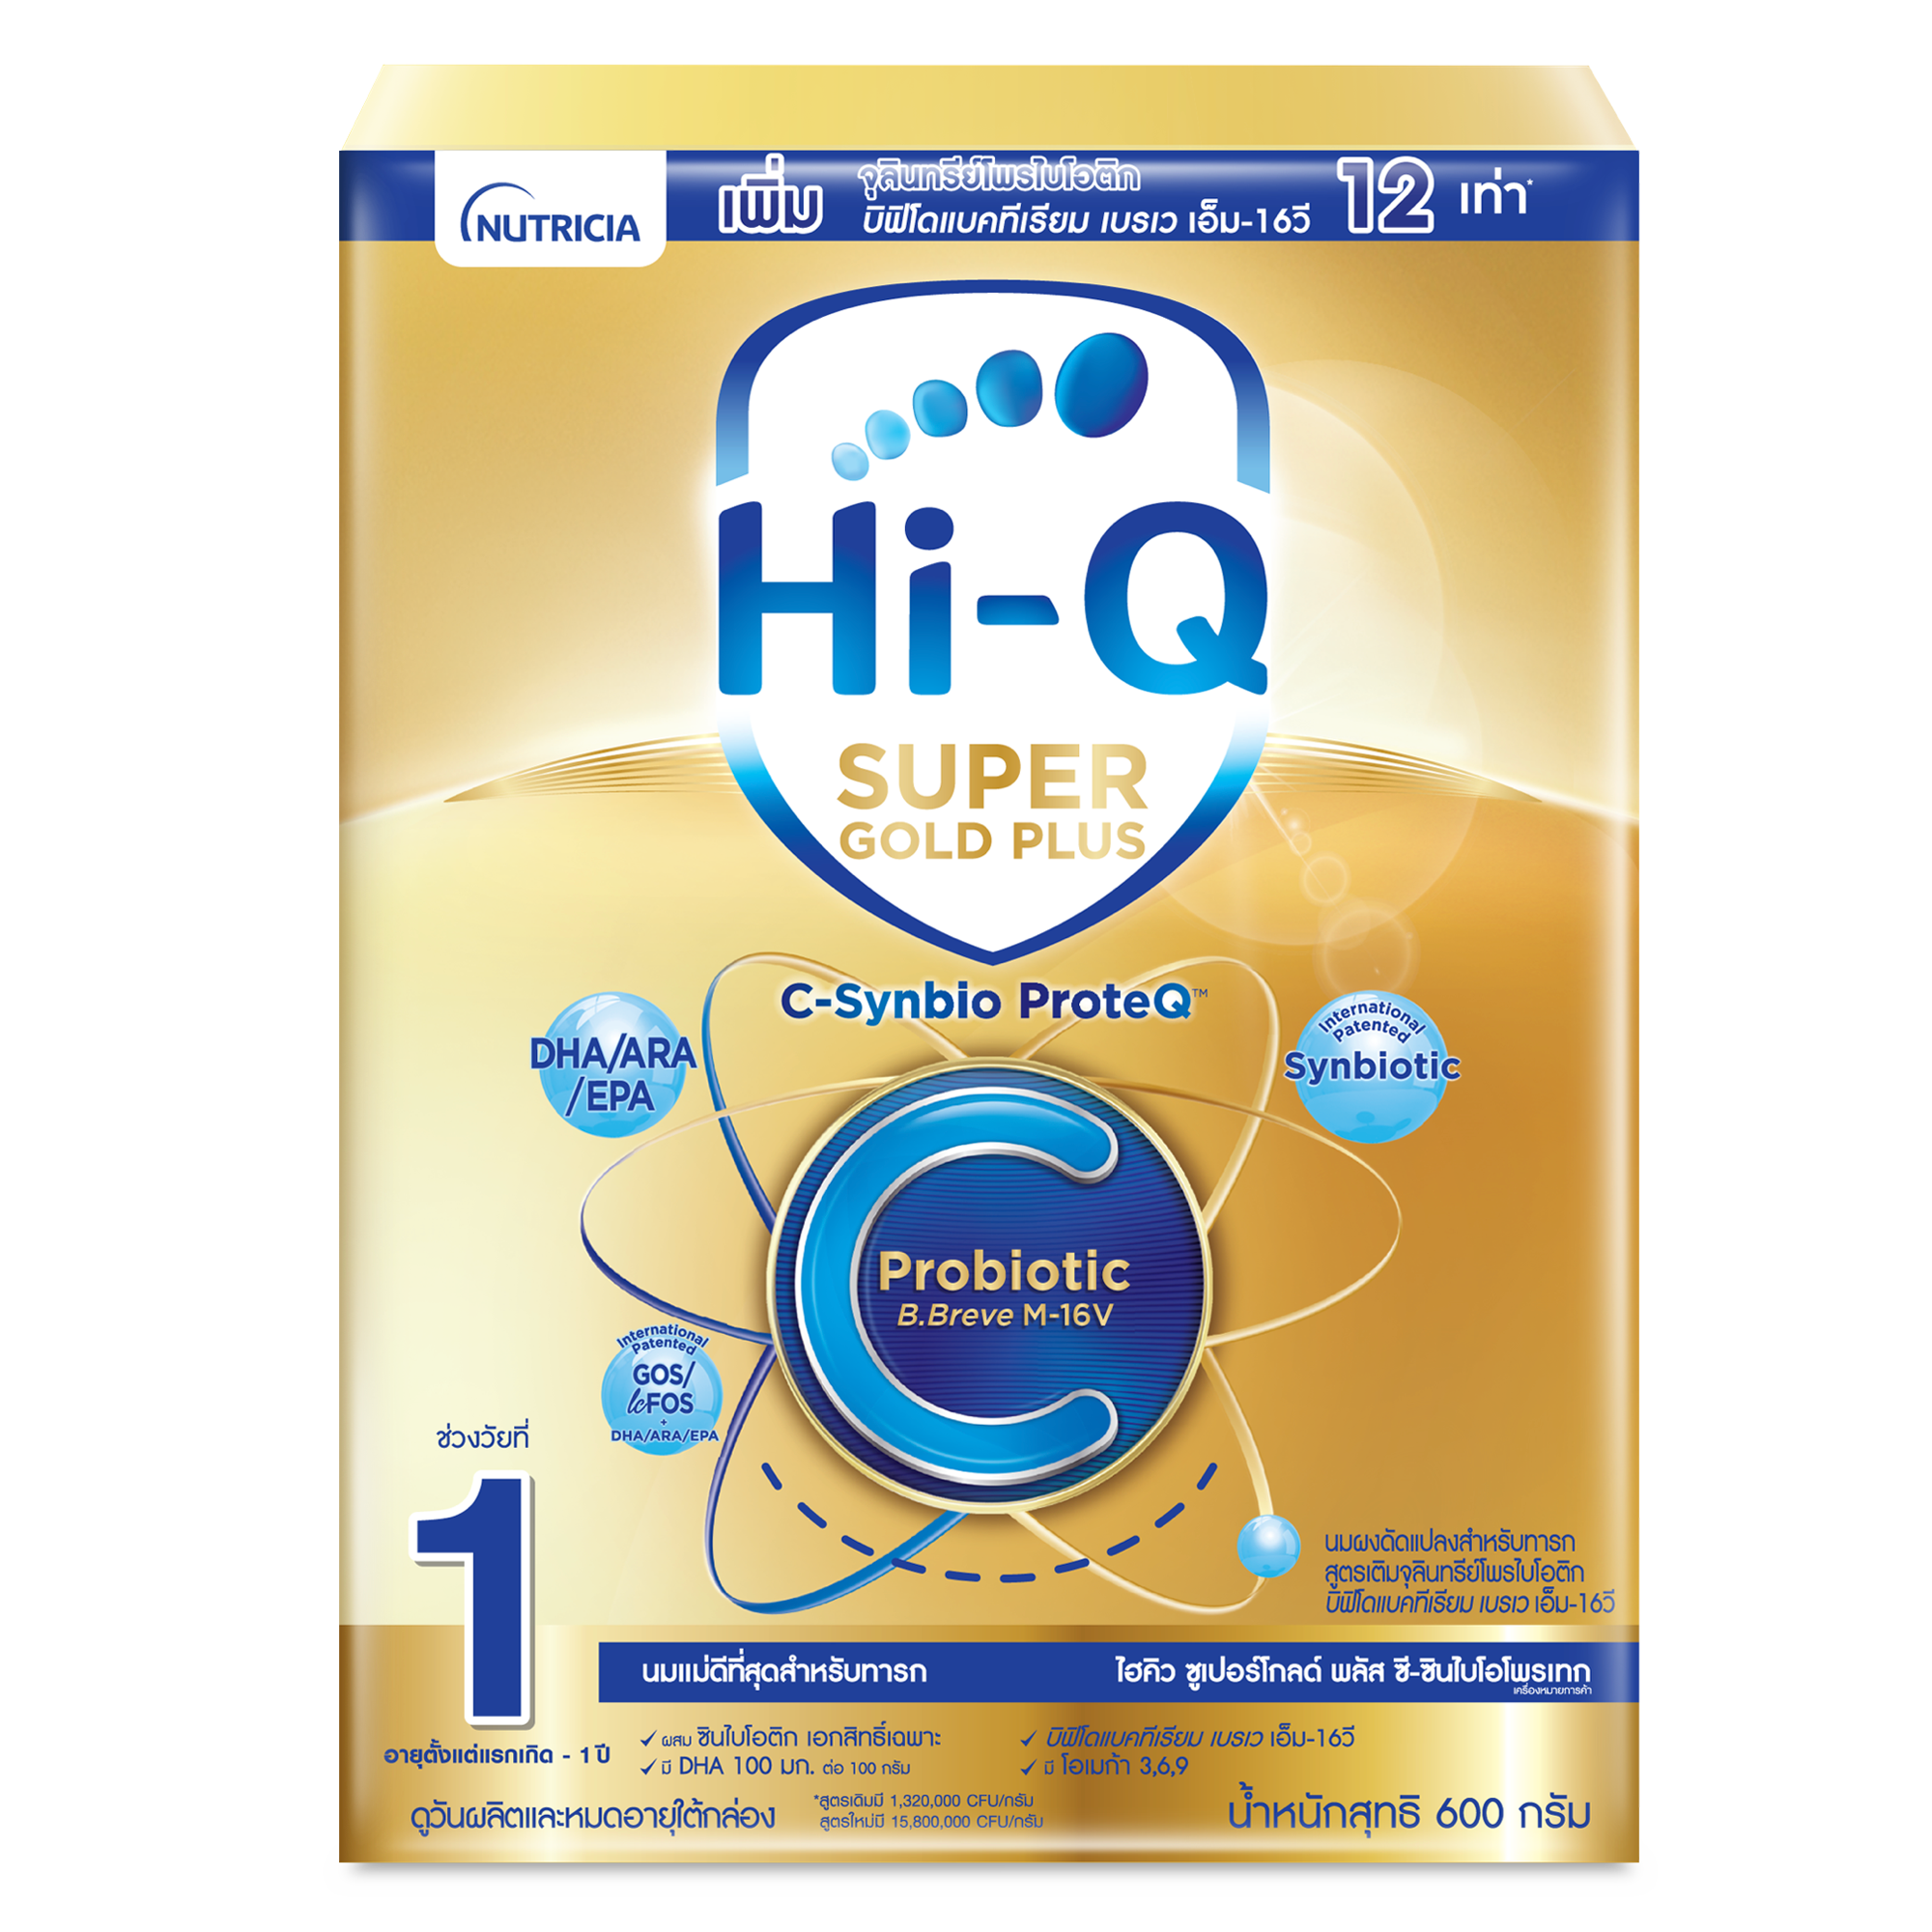 NUTRICIA
เพิ่ม จุลินทรีย์โพรไบโอติก
บิฟิโดแบคทีเรียม เบรเว เอ็ม-16วี 12 เท่า*
Hi-Q
SUPER
GOLD PLUS
C-Synbio ProteQ™
DHA/ARA
/EPA
International
Patented
Synbiotic
C
Probiotic
B.Breve M-16V
International
Patented
GOS/
lcFOS
+
DHA/ARA/EPA
ช่วงวัยที่
1
อายุตั้งแต่แรกเกิด - 1 ปี
นมผงดัดแปลงสำหรับทารก
สูตรเติมจุลินทรีย์โพรไบโอติก
บิฟิโดแบคทีเรียม เบรเว เอ็ม-16วี
นมแม่ดีที่สุดสำหรับทารก
ไฮคิว ซูเปอร์โกลด์ พลัส ซี-ซินไบโอโพรเทก
เครื่องหมายการค้า
✓ ผสม ซินไบโอติก เอกสิทธิ์เฉพาะ
✓ มี DHA 100 มก. ต่อ 100 กรัม
✓ บิฟิโดแบคทีเรียม เบรเว เอ็ม-16วี
✓ มี โอเมก้า 3,6,9
ดูวันผลิตและหมดอายุใต้กล่อง
*สูตรเดิมมี 1,320,000 CFU/กรัม
สูตรใหม่มี 15,800,000 CFU/กรัม
น้ำหนักสุทธิ 600 กรัม